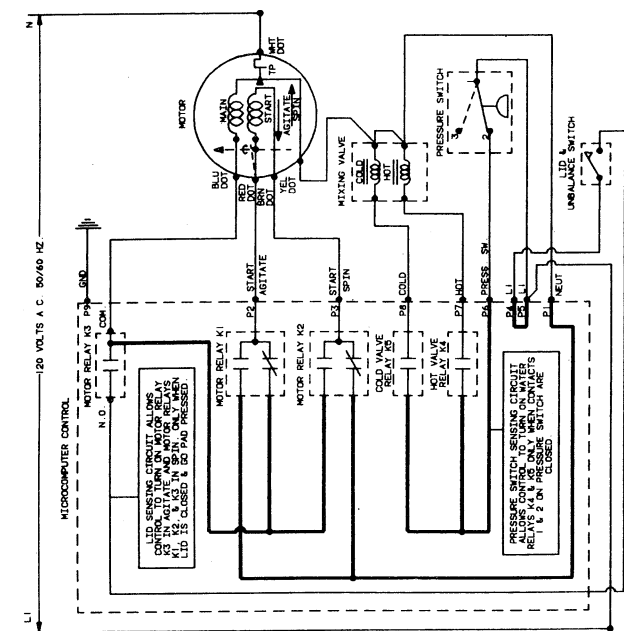 N
120 VOLTS A C 50/60 HZ
L1
MICROCOMPUTER CONTROL
WHT DOT
TP
MOTOR
MAIN
START
AGITATE
SPIN
BLU DOT
RED DOT
BRN DOT
YEL DOT
MIXING VALVE
COLD
HOT
PRESSURE SWITCH
3
2
LID &
UNBALANCE SWITCH
GND
P9
START
AGITATE
P2
START
SPIN
P3
COLD
P8
HOT
P7
PRESS SW
P6
L1
P4
L1
P5
NEUT
P1
MOTOR RELAY K3
COM
N.O.
MOTOR RELAY K1
MOTOR RELAY K2
COLD VALVE
RELAY K5
HOT VALVE
RELAY K4
LID SENSING CIRCUIT ALLOWS
CONTROL TO TURN ON MOTOR RELAY
K3 IN AGITATE AND MOTOR RELAYS
K1, K2, & K3 IN SPIN, ONLY WHEN
LID IS CLOSED & GO PAD PRESSED.
PRESSURE SWITCH SENSING CIRCUIT
ALLOWS CONTROL TO TURN ON WATER
RELAYS K4 & K5 ONLY WHEN CONTACTS
1 & 2 ON PRESSURE SWITCH ARE
CLOSED.